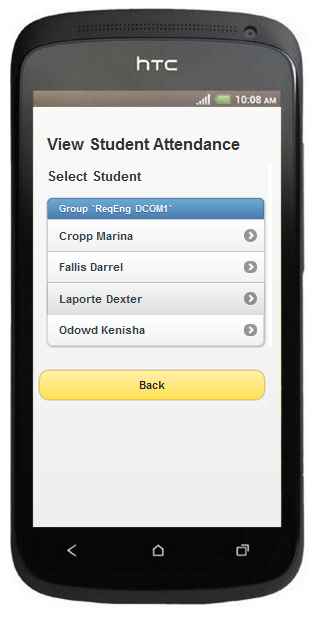 hTC
10:08 AM
View Student Attendance
Select Student
Group `ReqEng DCOM1`
Cropp Marina
Fallis Darrel
Laporte Dexter
Odowd Kenisha
Back